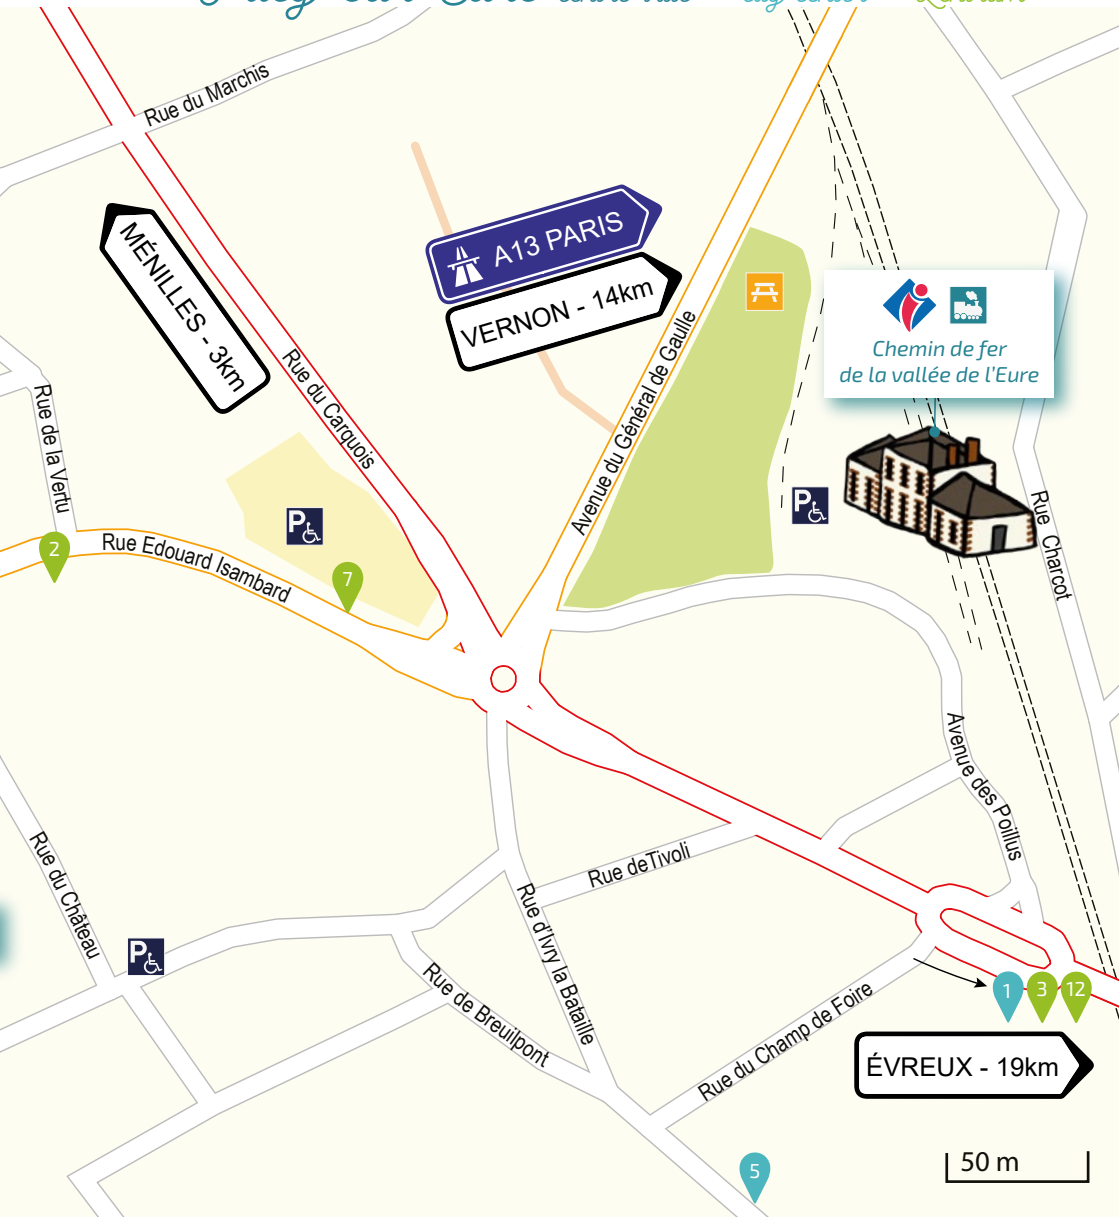 Rue du Marchis
A13 PARIS
MÉNILLES - 3km
VERNON - 14km
Rue du Carquois
Avenue du Général de Gaulle
Chemin de fer
de la vallée de l'Eure
Rue de la Vertu
P
P
Rue Charcot
2
Rue Edouard Isambard
7
Avenue des Poillus
Rue du Château
Rue deTivoli
Rue d'Ivry la Bataille
P
Rue de Breuilpont
Rue du Champ de Foire
1
3
12
ÉVREUX - 19km
5
50 m